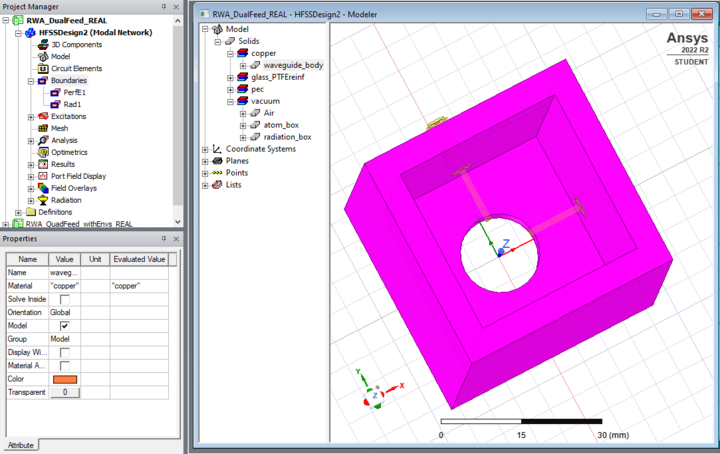 Project Manager
RWA_DualFeed_REAL
HFSSDesign2 (Modal Network)
3D Components
Model
Circuit Elements
Boundaries
PerfE1
Rad1
Excitations
Mesh
Analysis
Optimetrics
Results
Port Field Display
Field Overlays
Radiation
Definitions
RWA_QuadFeed_withEnvs_REAL
Properties
Name Value Unit Evaluated Value
Name waveg...
Material "copper" "copper"
Solve Inside
Orientation Global
Model
Group Model
Display Wi...
Material A...
Color
Transparent 0
Attribute
RWA_DualFeed_REAL - HFSSDesign2 - Modeler
Model
Solids
copper
waveguide_body
glass_PTFEreinf
pec
vacuum
Air
atom_box
radiation_box
Coordinate Systems
Planes
Points
Lists
Ansys
2022 R2
STUDENT
Z
Y
X
Z
0 15 30 (mm)